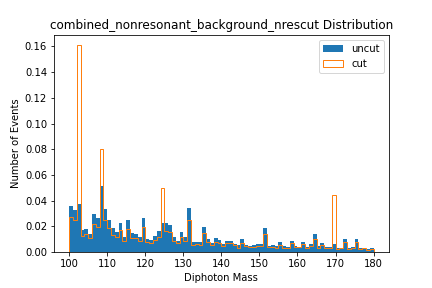 combined_nonresonant_background_nrescut Distribution
uncut
cut
Number of Events
0.16
0.14
0.12
0.10
0.08
0.06
0.04
0.02
0.00
100 110 120 130 140 150 160 170 180
Diphoton Mass